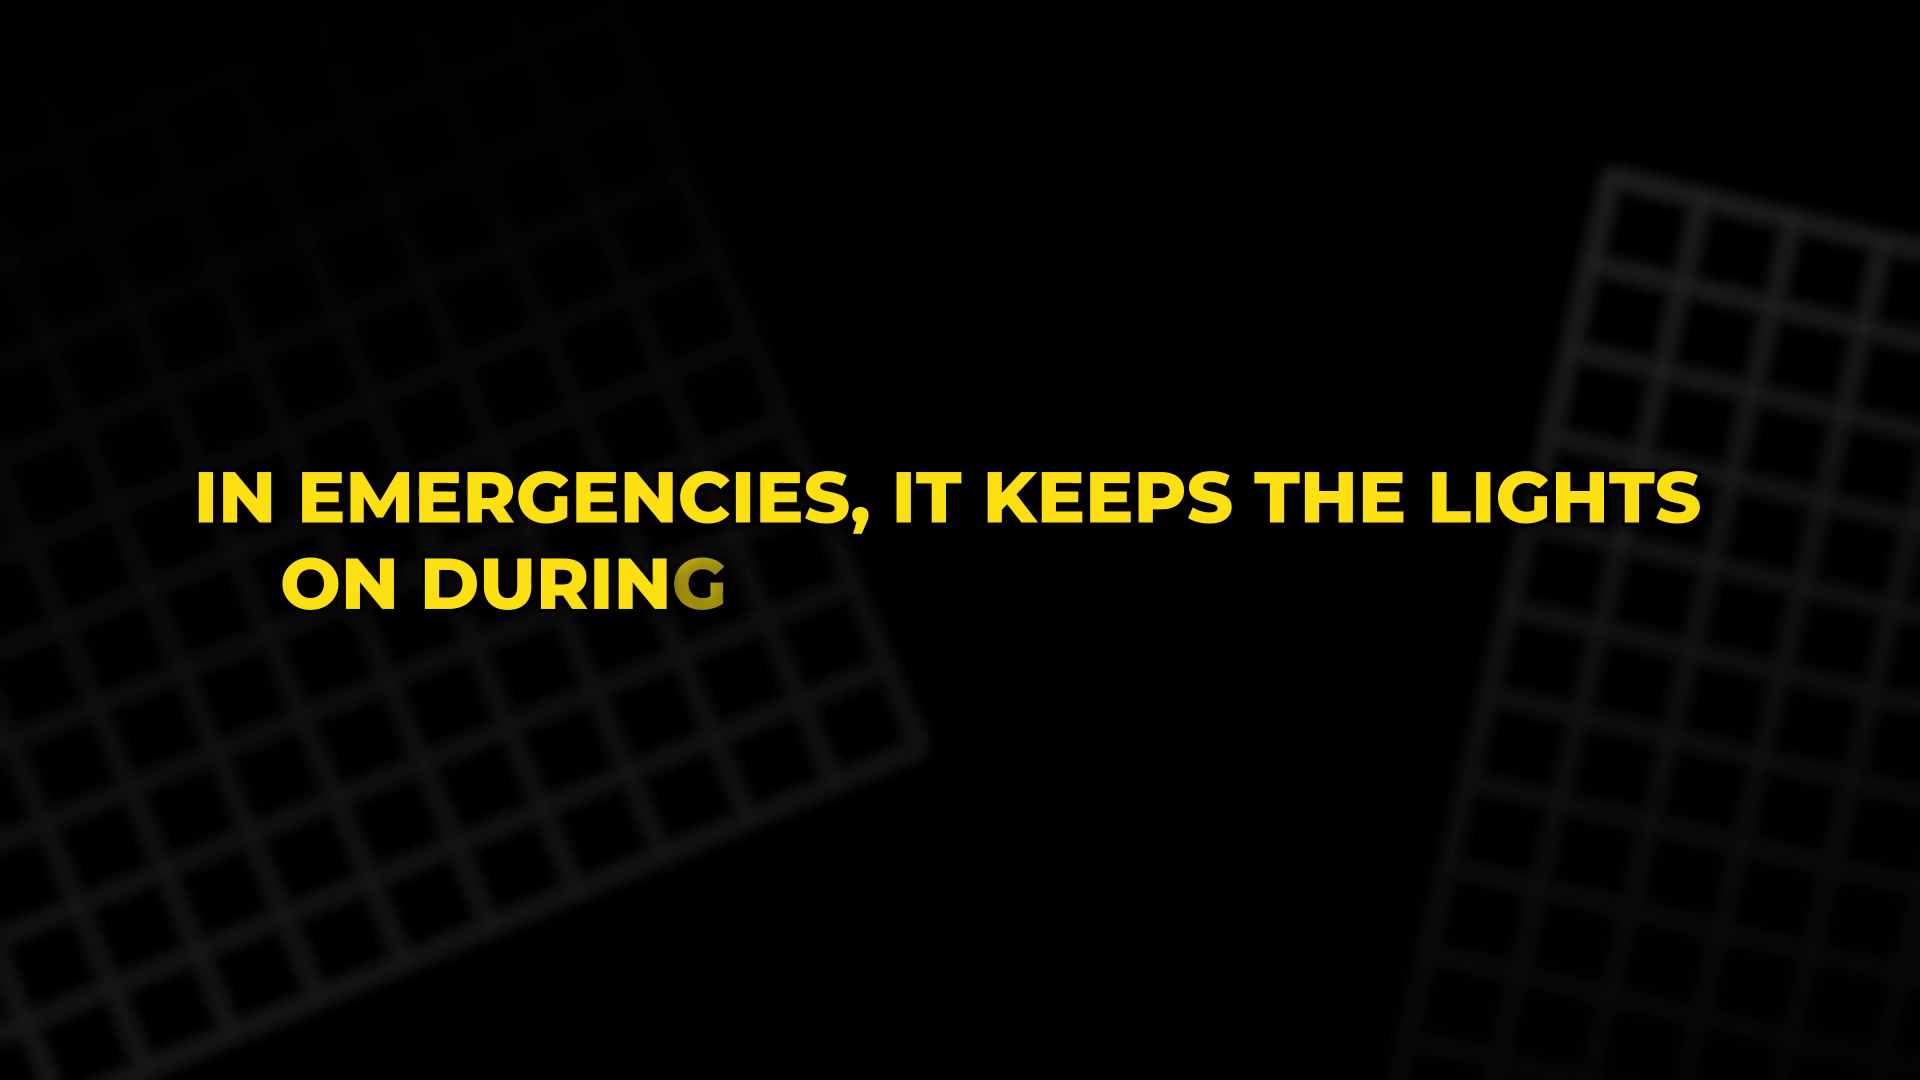 IN EMERGENCIES, IT KEEPS THE LIGHTS
ON DURING